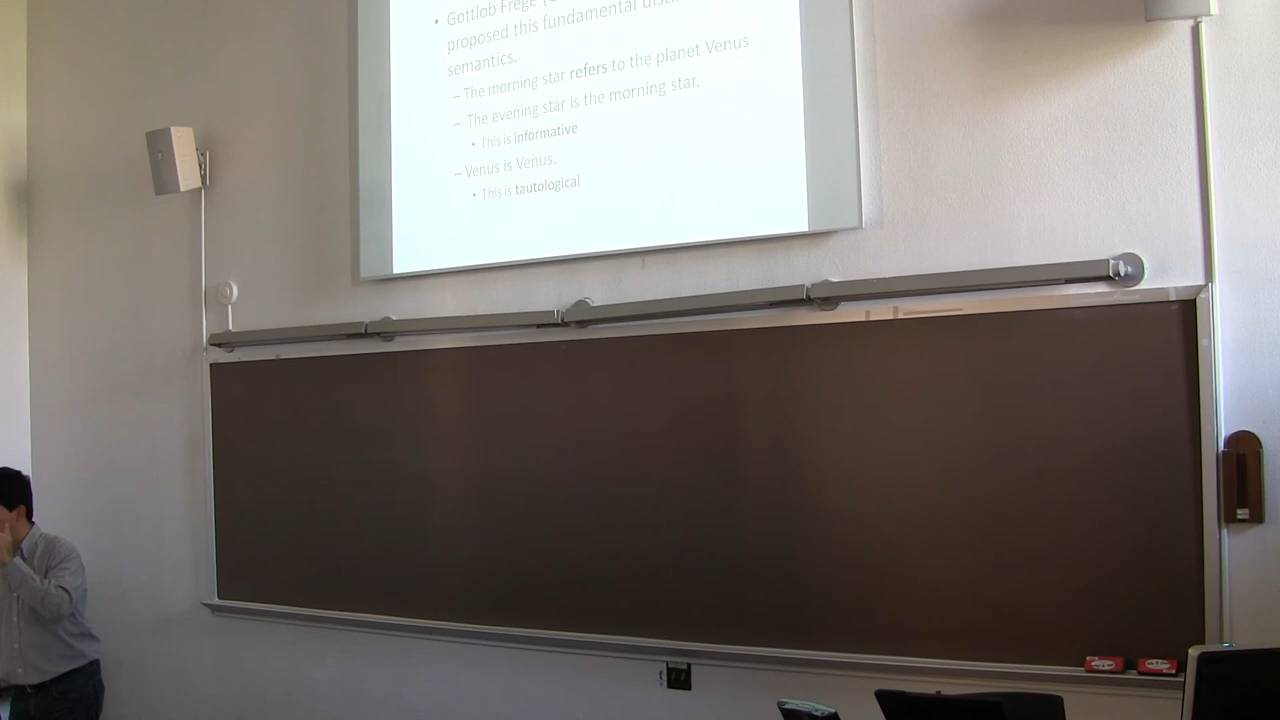 • Gottlob Frege
proposed this fundamental
semantics.
– The morning star refers to the planet Venus
– The evening star is the morning star.
• This is informative
– Venus is Venus.
• This is tautological